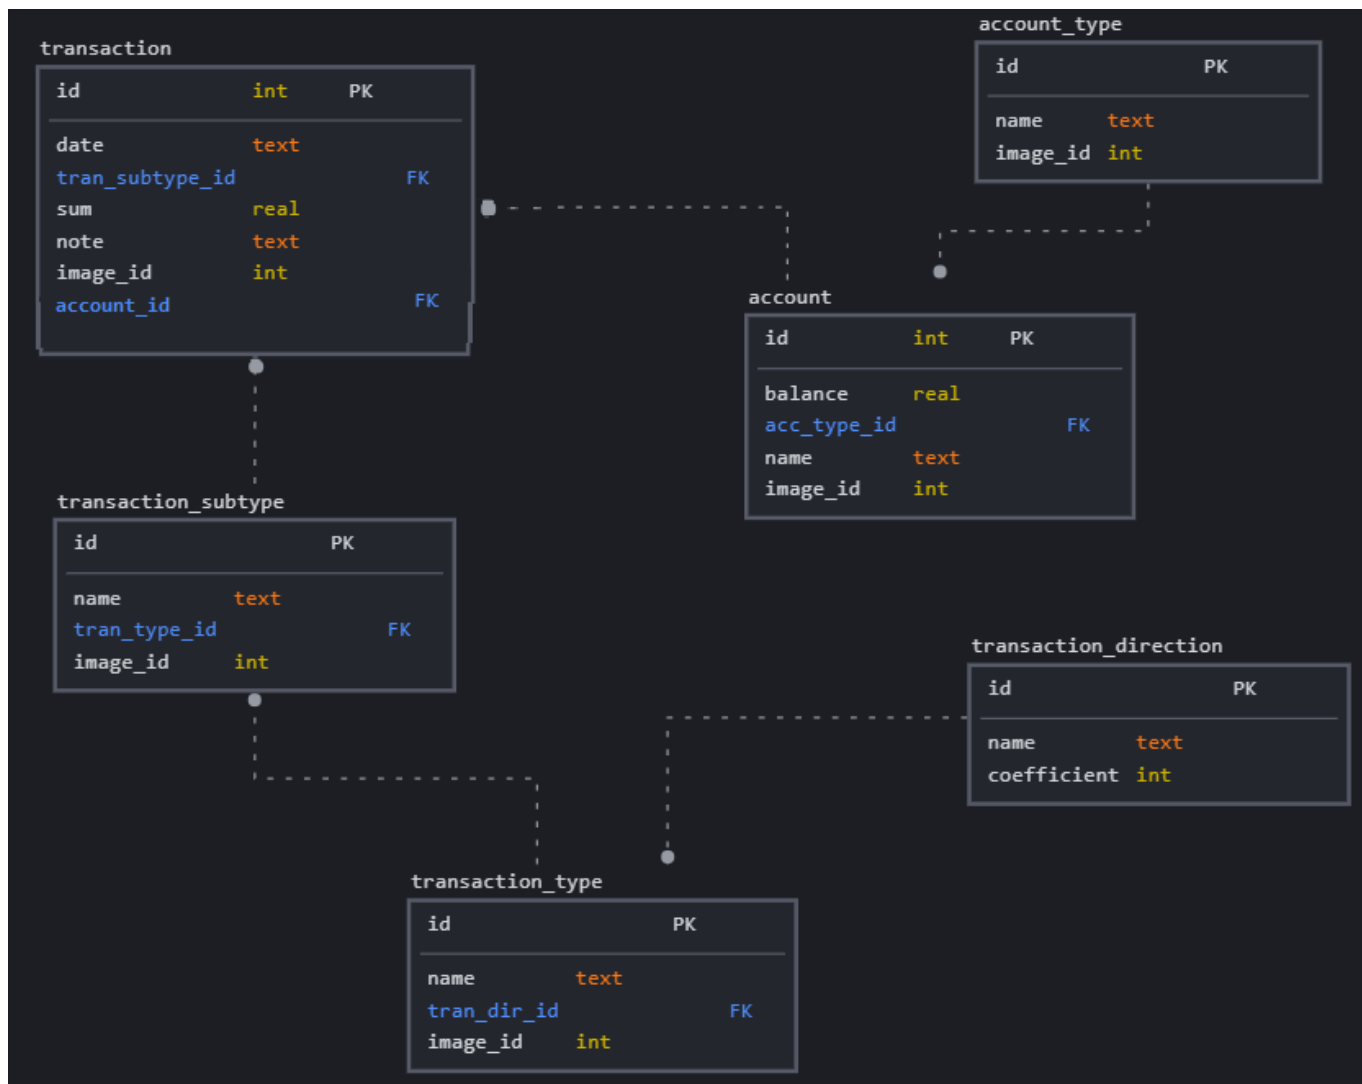 transaction
id int PK
date text
tran_subtype_id FK
sum real
note text
image_id int
account_id FK
account_type
id PK
name text
image_id int
account
id int PK
balance real
acc_type_id FK
name text
image_id int
transaction_subtype
id PK
name text
tran_type_id FK
image_id int
transaction_direction
id PK
name text
coefficient int
transaction_type
id PK
name text
tran_dir_id FK
image_id int